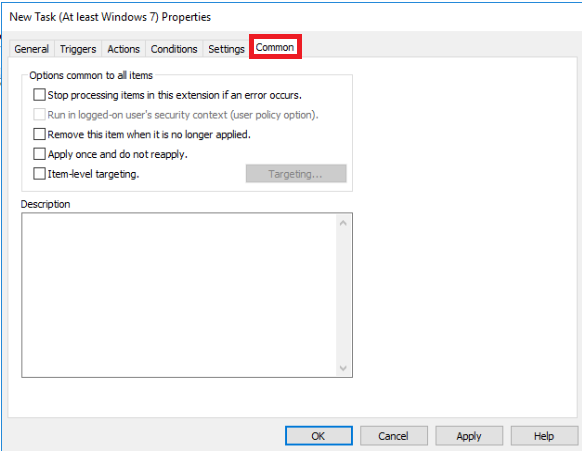 New Task (At least Windows 7) Properties
General Triggers Actions Conditions Settings Common
Options common to all items
Stop processing items in this extension if an error occurs.
Run in logged-on user's security context (user policy option).
Remove this item when it is no longer applied.
Apply once and do not reapply.
Item-level targeting. Targeting...
Description
OK Cancel Apply Help